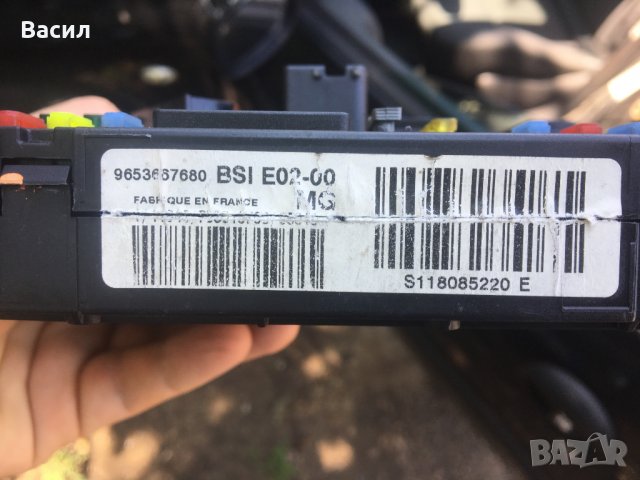 Васил
9653667680 BSI E02-00
FABRIQUE EN FRANCE MG
S118085220 E
BAZAR